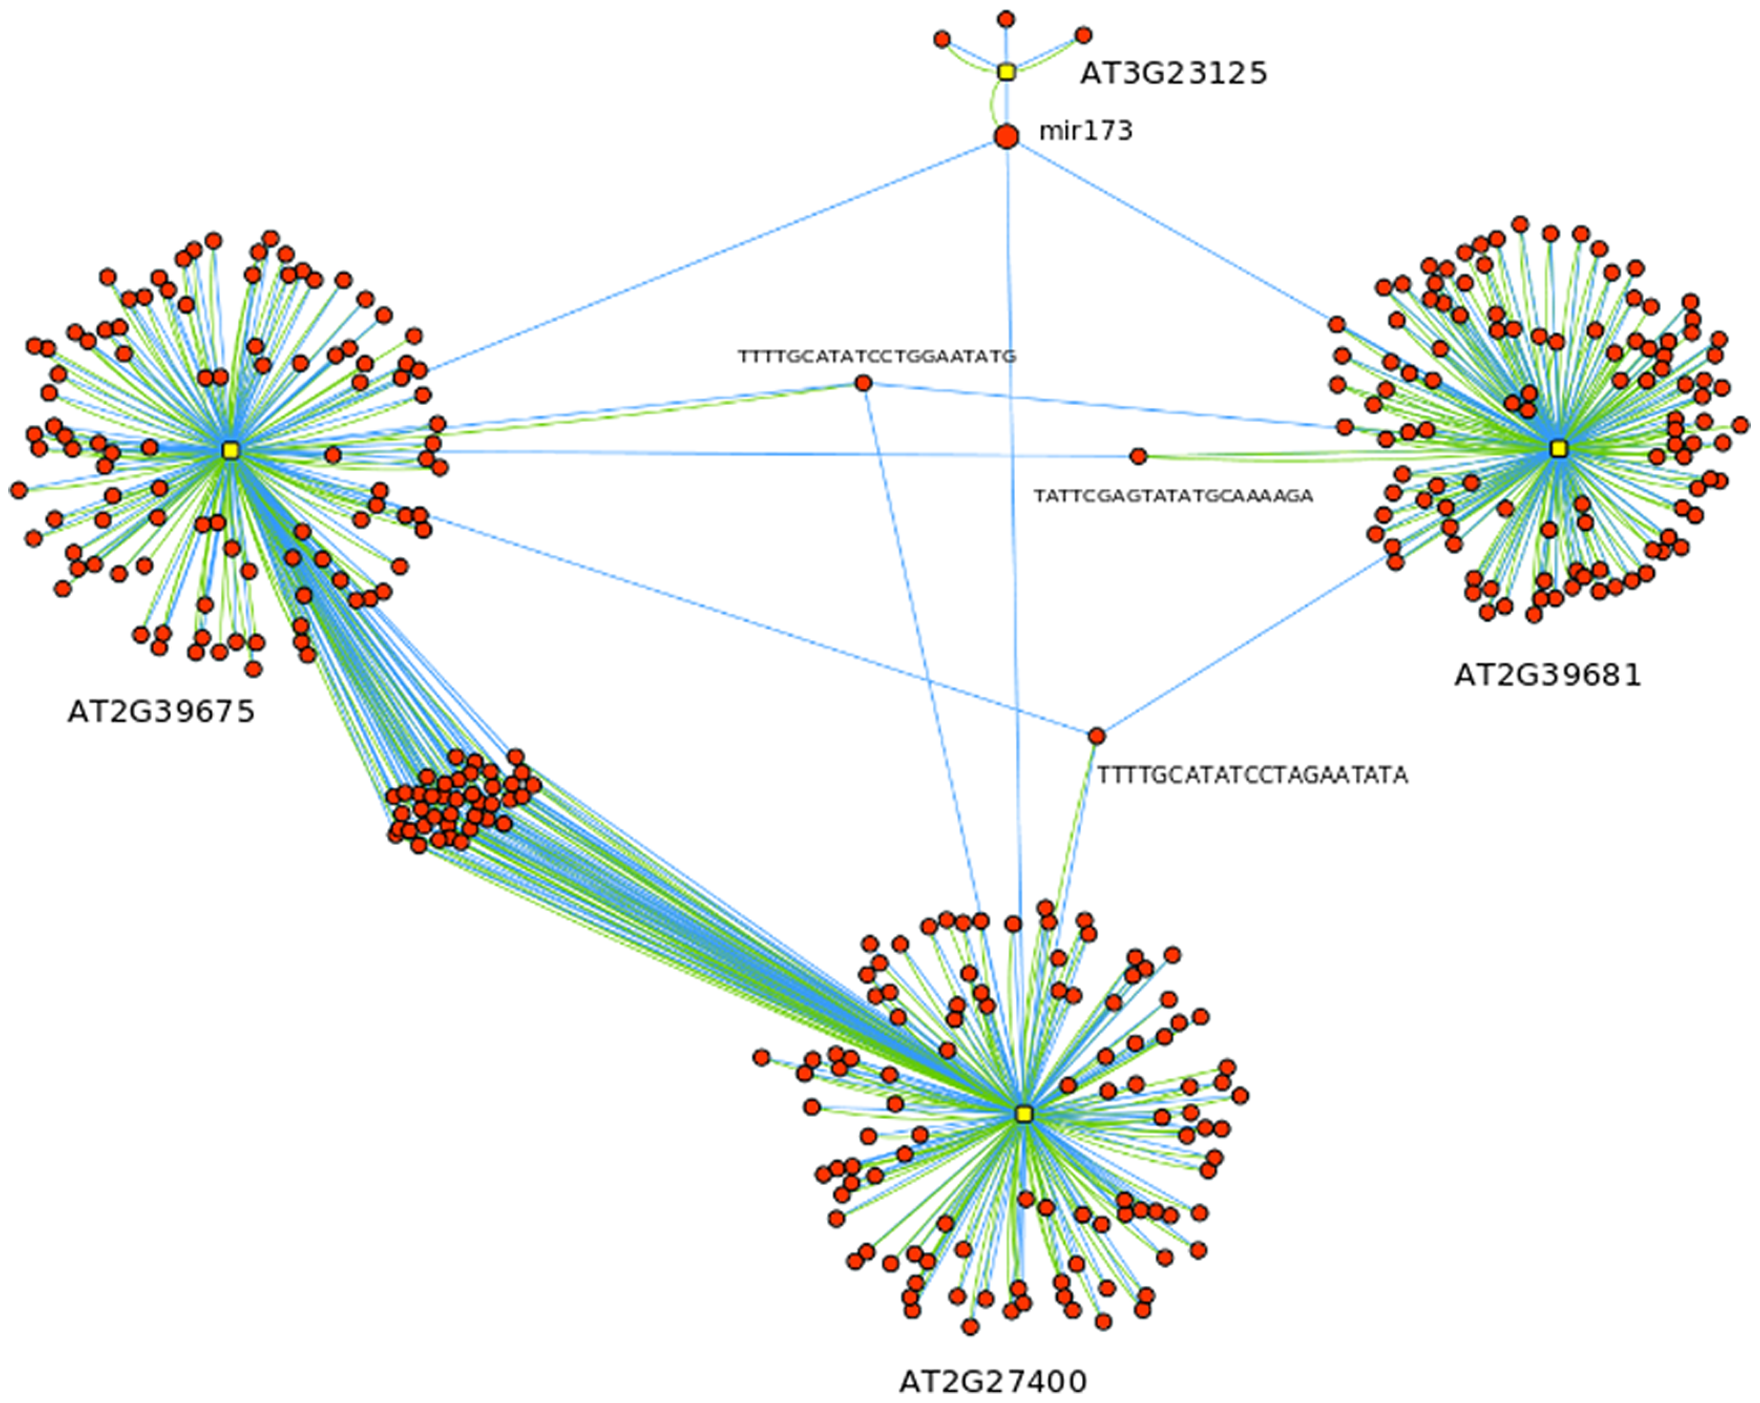 AT3G23125
mir173
TTTTGCATATCCTGGAATATG
TATTCGAGTATATGCAAAAGA
AT2G39681
AT2G39675
TTTTGCATATCCTAGAATATA
AT2G27400